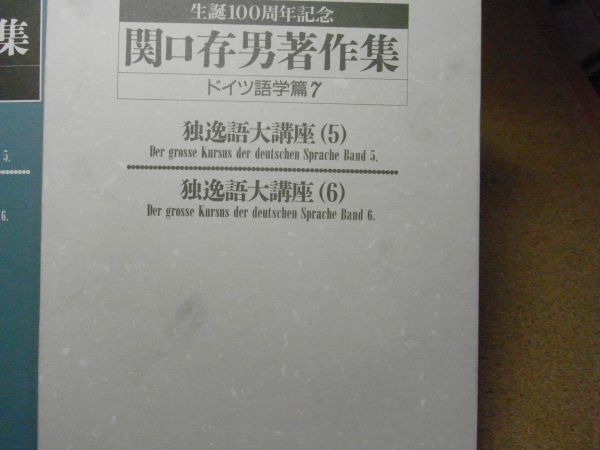 生誕100周年記念
関口存男著作集
ドイツ語学篇7
独逸語大講座(5)
Der grosse Kursus der deutschen Sprache Band 5.
独逸語大講座(6)
Der grosse Kursus der deutschen Sprache Band 6.
集
5.
6.